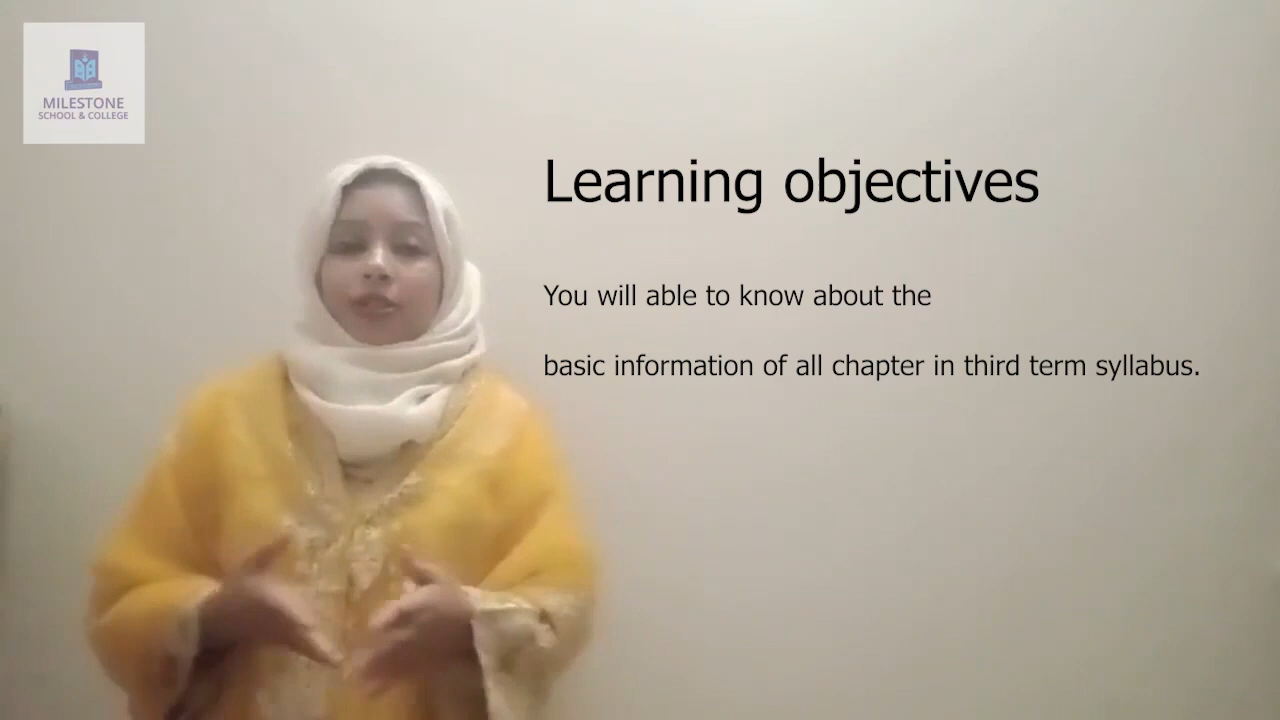 MILESTONE
SCHOOL & COLLEGE
Learning objectives
You will able to know about the
basic information of all chapter in third term syllabus.